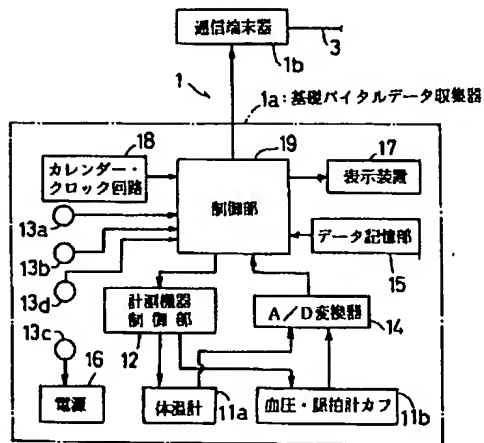 通信端末器
3
1b
1
1a:基礎バイタルデータ収集器
18
カレンダー・
クロック回路
19
制御部
17
表示装置
13a
13b
13d
データ記憶部
15
計測機器
制御部
12
A/D変換器
14
13c
16
電源
体温計
11a
血圧・脈拍計カフ
11b